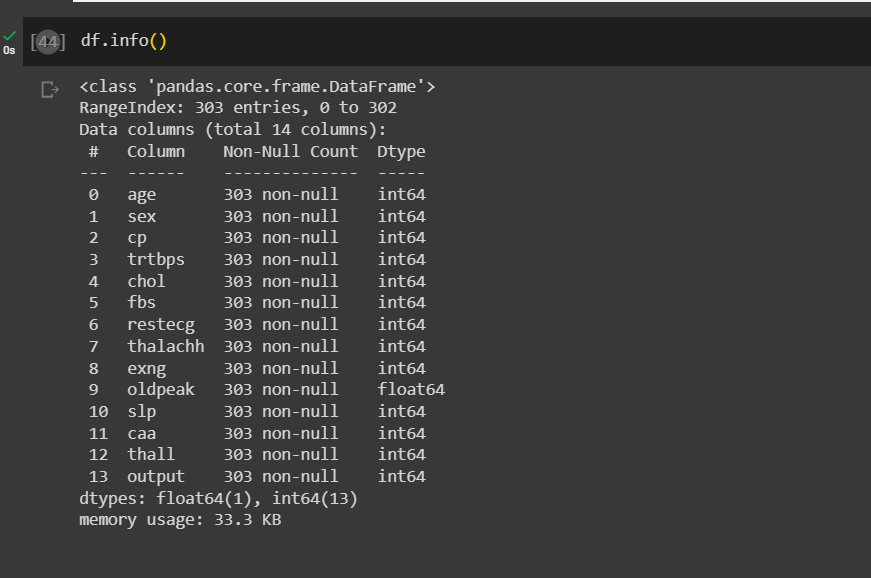 0s
[44] df.info()
<class 'pandas.core.frame.DataFrame'>
RangeIndex: 303 entries, 0 to 302
Data columns (total 14 columns):
 #   Column    Non-Null Count  Dtype
---  ------    --------------  -----
 0   age       303 non-null    int64
 1   sex       303 non-null    int64
 2   cp        303 non-null    int64
 3   trtbps    303 non-null    int64
 4   chol      303 non-null    int64
 5   fbs       303 non-null    int64
 6   restecg   303 non-null    int64
 7   thalachh  303 non-null    int64
 8   exng      303 non-null    int64
 9   oldpeak   303 non-null    float64
 10  slp       303 non-null    int64
 11  caa       303 non-null    int64
 12  thall     303 non-null    int64
 13  output    303 non-null    int64
dtypes: float64(1), int64(13)
memory usage: 33.3 KB